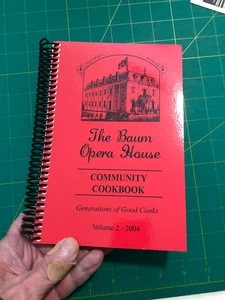 The Baum
Opera House
COMMUNITY
COOKBOOK
Generations of Good Cooks
Volume 2 - 2004